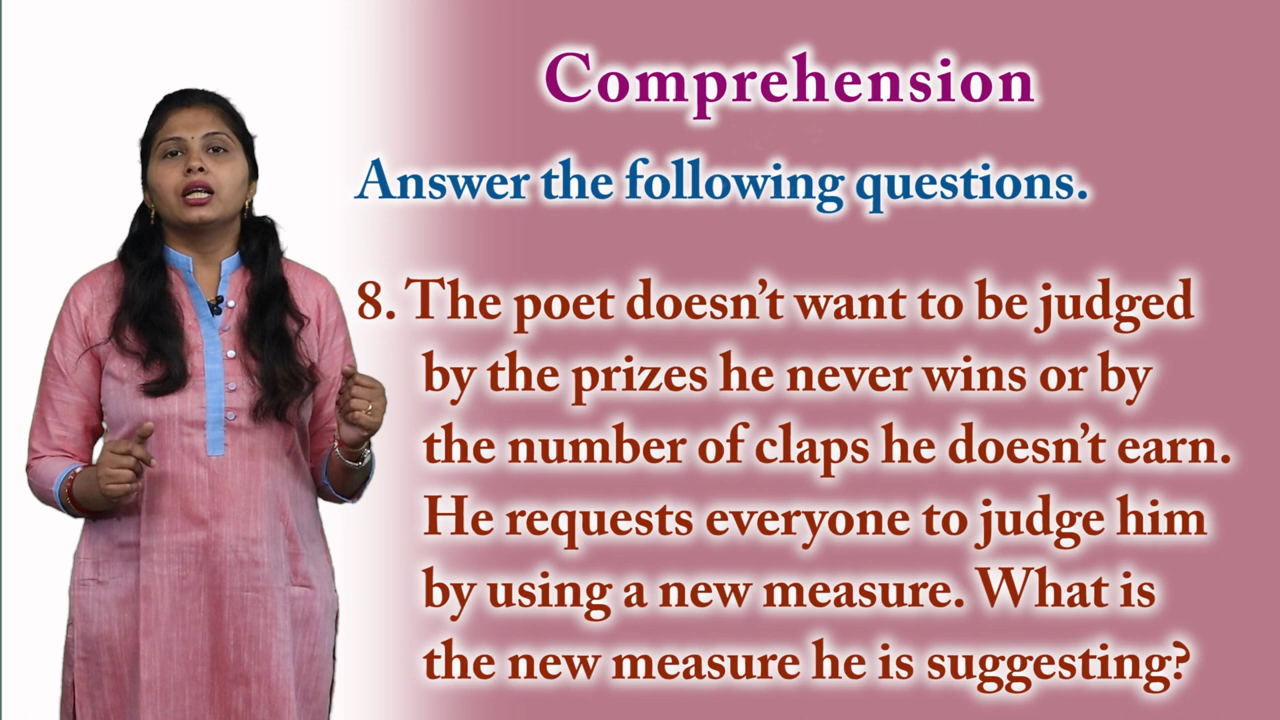 Comprehension
Answer the following questions.
8. The poet doesn’t want to be judged
by the prizes he never wins or by
the number of claps he doesn’t earn.
He requests everyone to judge him
by using a new measure. What is
the new measure he is suggesting?